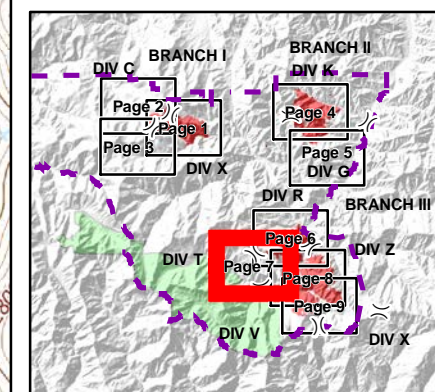 BRANCH I
BRANCH II
DIV C
DIV K
Page 2
Page 4
Page 1
Page 3
Page 5
DIV X
DIV G
DIV R
BRANCH III
Page 6
DIV Z
DIV T
Page 7
Page 8
Page 9
DIV V
DIV X